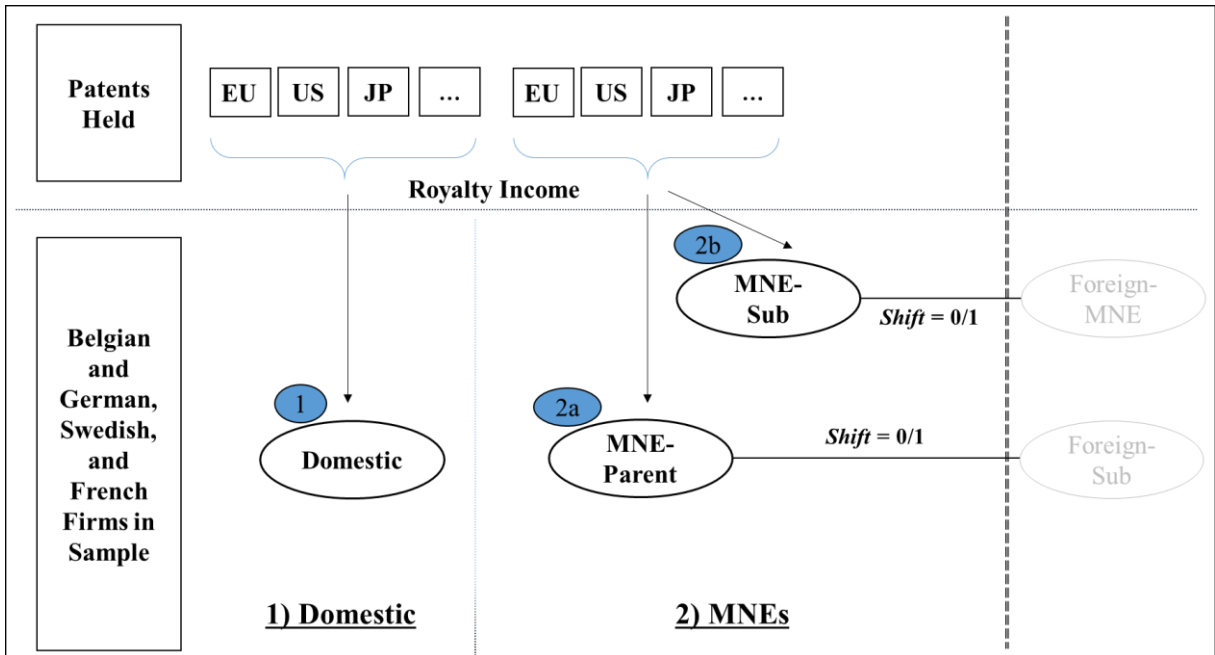 Patents
Held
EU US JP ...
EU US JP ...
Royalty Income
Belgian
and
German,
Swedish,
and
French
Firms in
Sample
1
Domestic
2a
MNE-
Parent
2b
MNE-
Sub
Shift = 0/1
Foreign-
MNE
Shift = 0/1
Foreign-
Sub
1) Domestic
2) MNEs